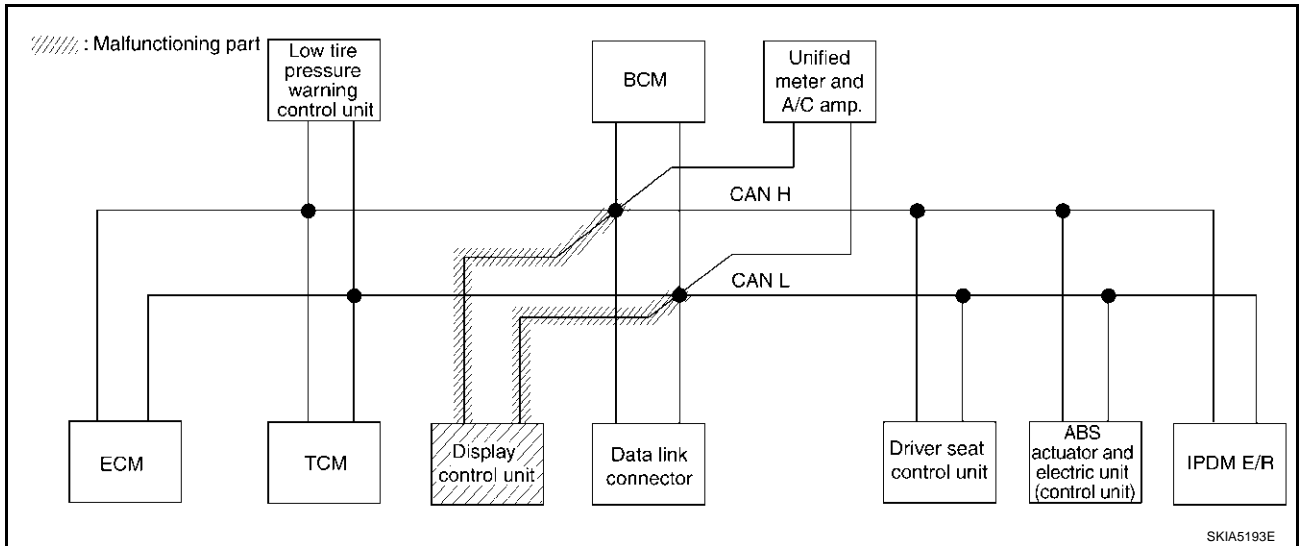 : Malfunctioning part
Low tire
pressure
warning
control unit
BCM
Unified
meter and
A/C amp.
CAN H
CAN L
ECM
TCM
Display
control unit
Data link
connector
Driver seat
control unit
ABS
actuator and
electric unit
(control unit)
IPDM E/R
SKIA5193E